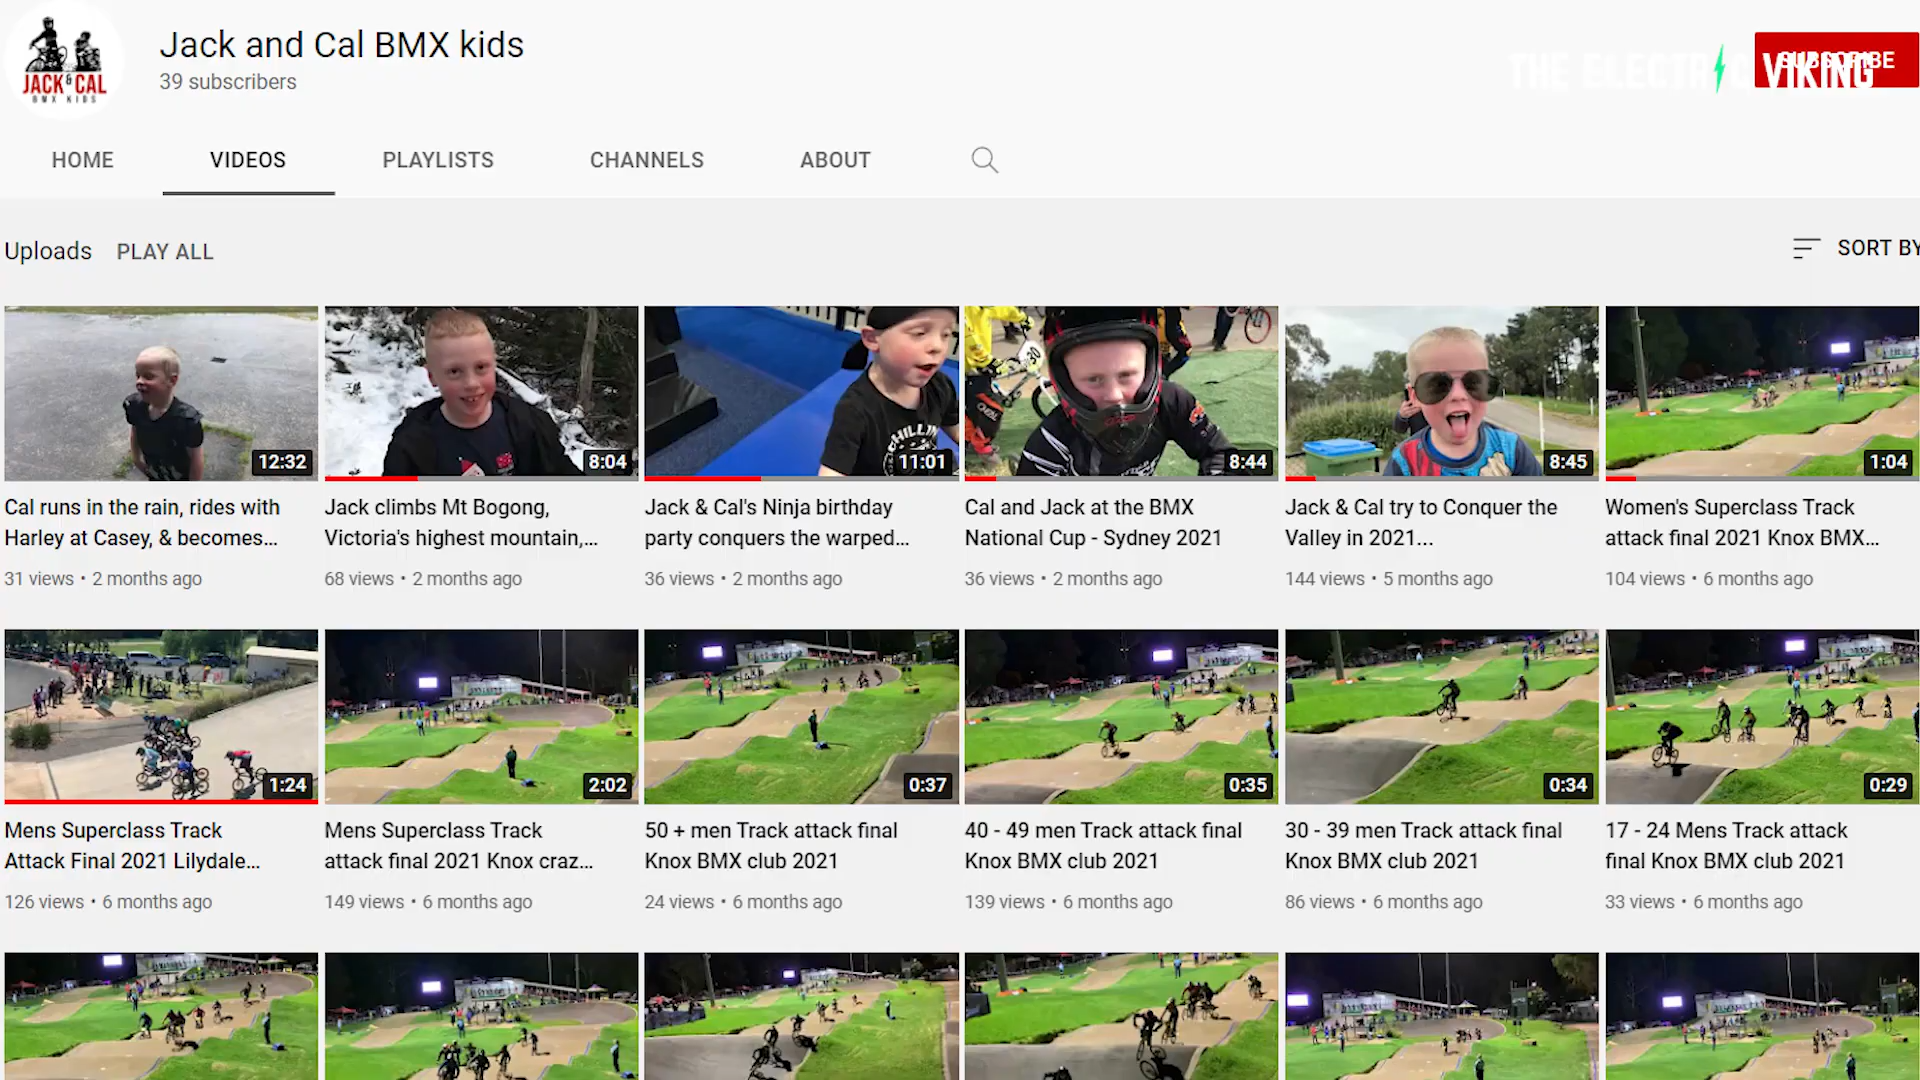 JACK & CAL
BMX KIDS
Jack and Cal BMX kids
39 subscribers
THE ELECTRIC VIKING
SUBSCRIBE
HOME
VIDEOS
PLAYLISTS
CHANNELS
ABOUT
Uploads
PLAY ALL
SORT BY
12:32
8:04
11:01
8:44
8:45
1:04
Cal runs in the rain, rides with
Harley at Casey, & becomes...
31 views • 2 months ago
Jack climbs Mt Bogong,
Victoria's highest mountain,...
68 views • 2 months ago
Jack & Cal's Ninja birthday
party conquers the warped...
36 views • 2 months ago
Cal and Jack at the BMX
National Cup - Sydney 2021
36 views • 2 months ago
Jack & Cal try to Conquer the
Valley in 2021...
144 views • 5 months ago
Women's Superclass Track
attack final 2021 Knox BMX...
104 views • 6 months ago
1:24
2:02
0:37
0:35
0:34
0:29
Mens Superclass Track
Attack Final 2021 Lilydale...
126 views • 6 months ago
Mens Superclass Track
attack final 2021 Knox craz...
149 views • 6 months ago
50 + men Track attack final
Knox BMX club 2021
24 views • 6 months ago
40 - 49 men Track attack final
Knox BMX club 2021
139 views • 6 months ago
30 - 39 men Track attack final
Knox BMX club 2021
86 views • 6 months ago
17 - 24 Mens Track attack
final Knox BMX club 2021
33 views • 6 months ago